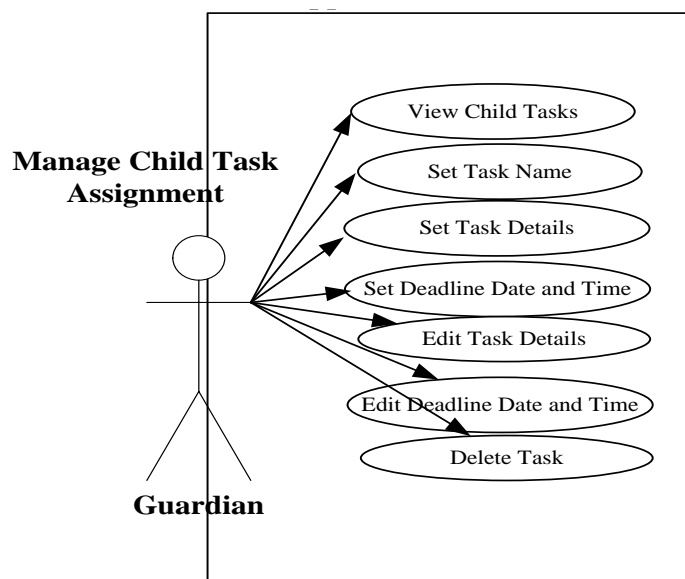 View Child Tasks
Manage Child Task
Assignment
Set Task Name
Set Task Details
Set Deadline Date and Time
Edit Task Details
Edit Deadline Date and Time
Delete Task
Guardian